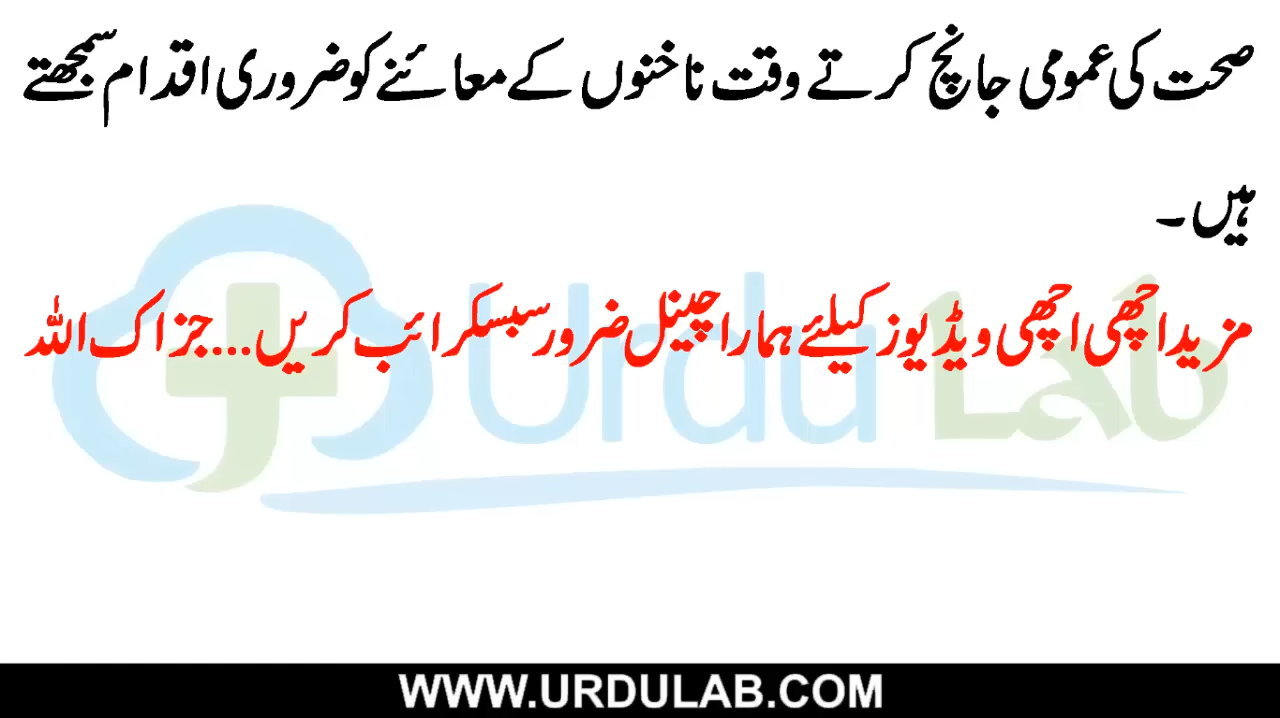 صحت کی عمومی جانچ کرتے وقت ناخنوں کے معائنے کو ضروری اقدام سمجھتے
ہیں۔
مزید اچھی اچھی ویڈیوز کیلئے ہمارا چینل ضرور سبسکرائب کریں...جزاک اللہ
Urdu Lab
WWW.URDULAB.COM